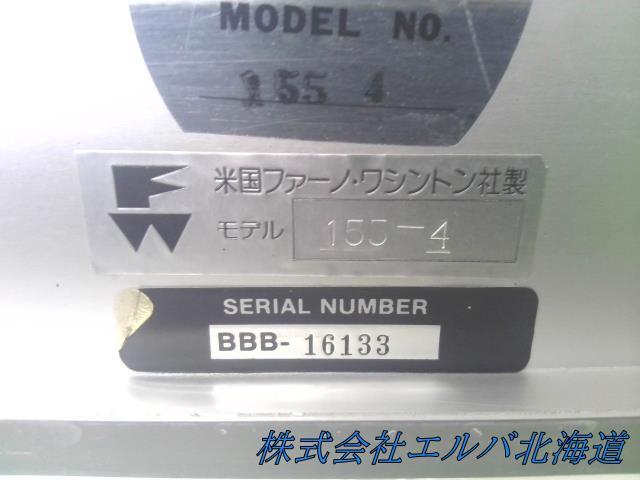 MODEL NO.
155 4
FW
米国ファーノ・ワシントン社製
モデル 155-4
SERIAL NUMBER
BBB- 16133
株式会社エルバ北海道